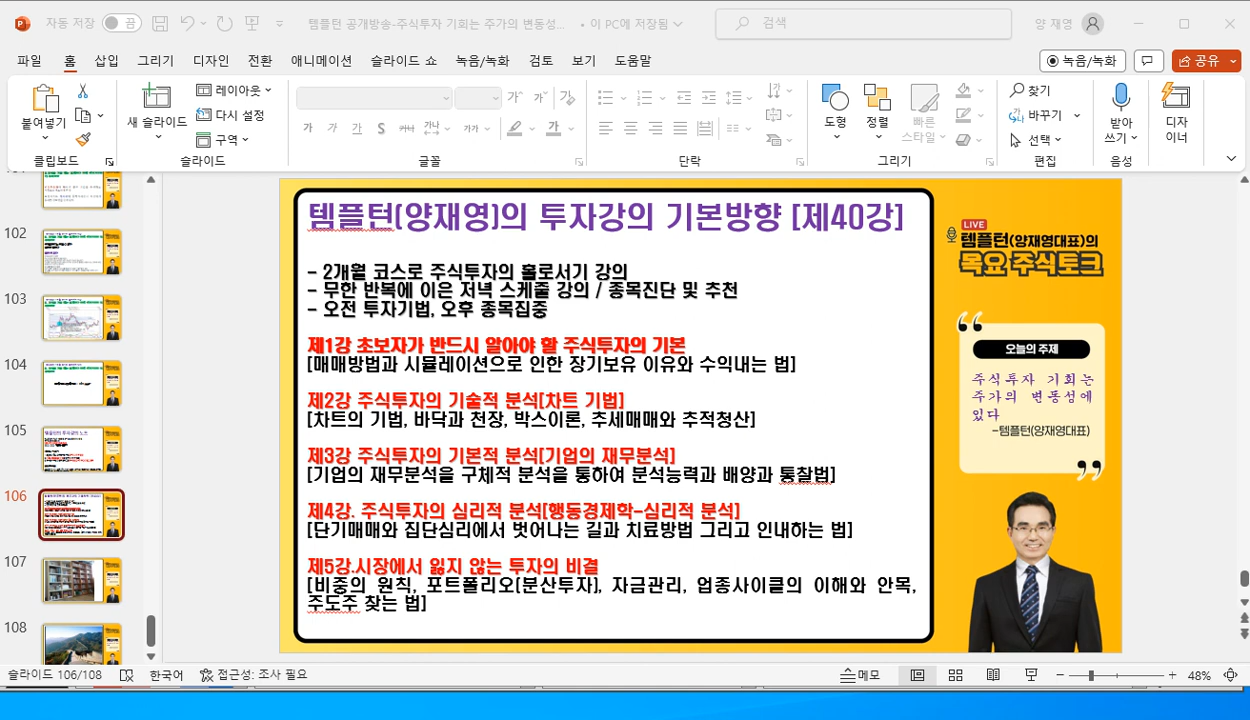 자동 저장 끔
템플턴 공개방송-주식투자 기회는 주가의 변동성... • 이 PC에 저장됨
검색
양 재영
파일 홈 삽입 그리기 디자인 전환 애니메이션 슬라이드 쇼 녹음/녹화 검토 보기 도움말
녹음/녹화
공유
붙여넣기
클립보드
새 슬라이드
레이아웃
다시 설정
구역
슬라이드
가 가 가 S 가나 가가 가
글꼴
단락
도형
정렬
빠른 스타일
그리기
찾기
바꾸기
선택
편집
받아쓰기
음성
디자이너
102
103
104
105
106
107
108
템플턴(양재영)의 투자강의 기본방향 [제40강]
- 2개월 코스로 주식투자의 홀로서기 강의
- 무한 반복에 이은 저녁 스케줄 강의 / 종목진단 및 추천
- 오전 투자기법, 오후 종목집중
제1강 초보자가 반드시 알아야 할 주식투자의 기본
[매매방법과 시뮬레이션으로 인한 장기보유 이유와 수익내는 법]
제2강 주식투자의 기술적 분석[차트 기법]
[차트의 기법, 바닥과 천장, 박스이론, 추세매매와 추적청산]
제3강 주식투자의 기본적 분석[기업의 재무분석]
[기업의 재무분석을 구체적 분석을 통하여 분석능력과 배양과 통찰법]
제4강. 주식투자의 심리적 분석[행동경제학-심리적 분석]
[단기매매와 집단심리에서 벗어나는 길과 치료방법 그리고 인내하는 법]
제5강.시장에서 잃지 않는 투자의 비결
[비중의 원칙, 포트폴리오(분산투자), 자금관리, 업종사이클의 이해와 안목,
주도주 찾는 법]
LIVE
템플턴(양재영대표)의
목요 주식토크
오늘의 주제
주식투자 기회는
주가의 변동성에
있다
-템플턴(양재영대표)
슬라이드 106/108
한국어
접근성: 조사 필요
메모
48%